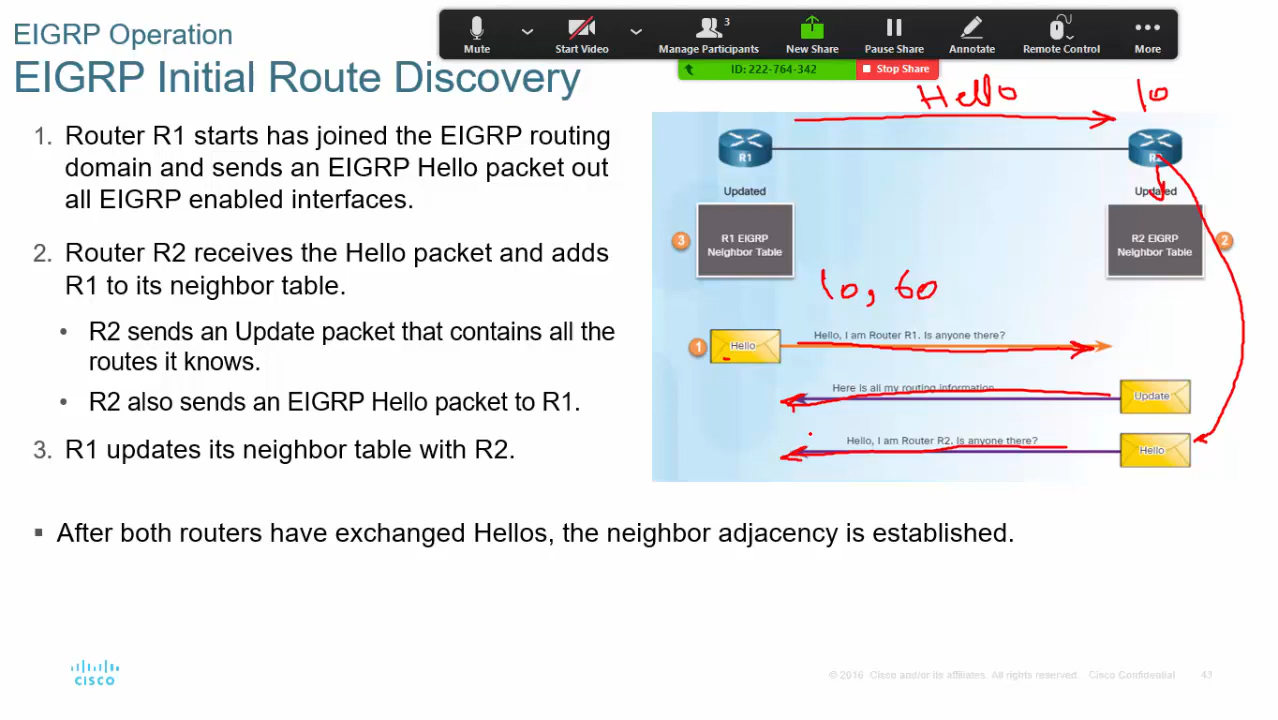 EIGRP Operation
EIGRP Initial Route Discovery
Mute
Start Video
3
Manage Participants
New Share
Pause Share
Annotate
Remote Control
More
ID: 222-764-342
Stop Share
1. Router R1 starts has joined the EIGRP routing
domain and sends an EIGRP Hello packet out
all EIGRP enabled interfaces.
2. Router R2 receives the Hello packet and adds
R1 to its neighbor table.
• R2 sends an Update packet that contains all the
routes it knows.
• R2 also sends an EIGRP Hello packet to R1.
3. R1 updates its neighbor table with R2.
▪ After both routers have exchanged Hellos, the neighbor adjacency is established.
Hello
10
R1
R2
Updated
Updated
3
R1 EIGRP
Neighbor Table
R2 EIGRP
Neighbor Table
2
10, 60
1
Hello
Hello, I am Router R1. Is anyone there?
Here is all my routing information.
Update
Hello, I am Router R2. Is anyone there?
Hello
CISCO
© 2016 Cisco and/or its affiliates. All rights reserved. Cisco Confidential
43